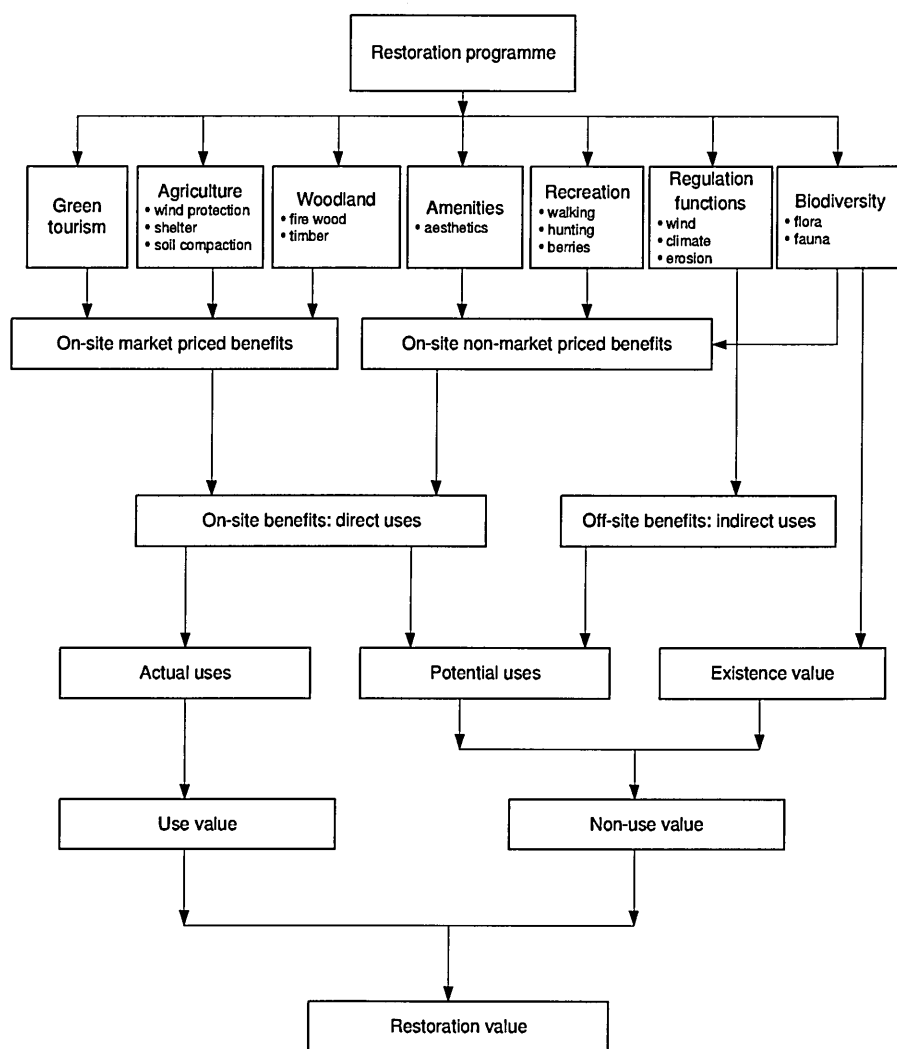 Restoration programme
Green
tourism
Agriculture
• wind protection
• shelter
• soil compaction
Woodland
• fire wood
• timber
Amenities
• aesthetics
Recreation
• walking
• hunting
• berries
Regulation
functions
• wind
• climate
• erosion
Biodiversity
• flora
• fauna
On-site market priced benefits
On-site non-market priced benefits
On-site benefits: direct uses
Off-site benefits: indirect uses
Actual uses
Potential uses
Existence value
Use value
Non-use value
Restoration value